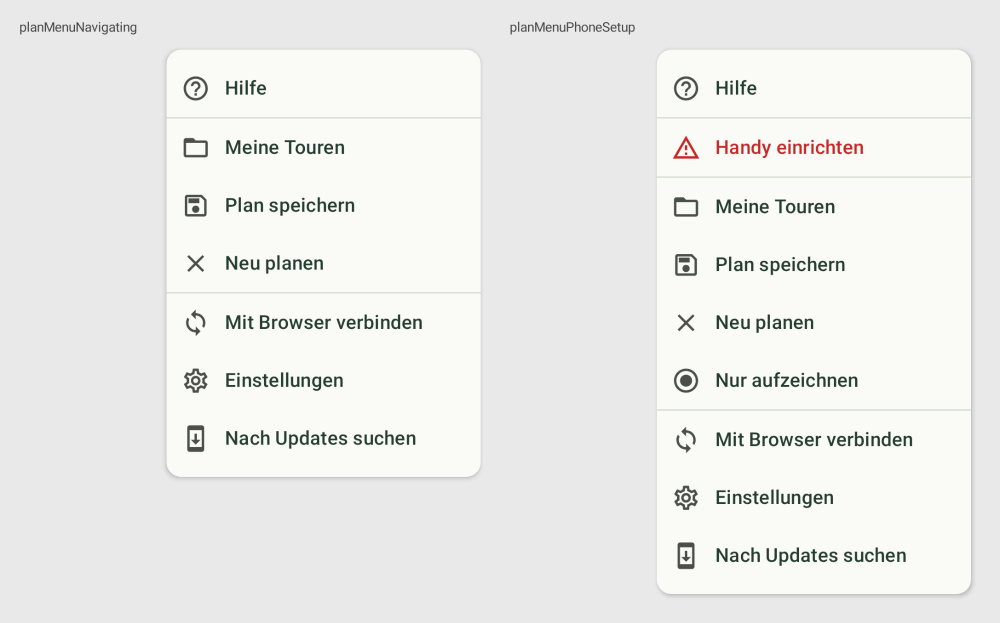 planMenuNavigating
Hilfe
Meine Touren
Plan speichern
Neu planen
Mit Browser verbinden
Einstellungen
Nach Updates suchen
planMenuPhoneSetup
Hilfe
Handy einrichten
Meine Touren
Plan speichern
Neu planen
Nur aufzeichnen
Mit Browser verbinden
Einstellungen
Nach Updates suchen